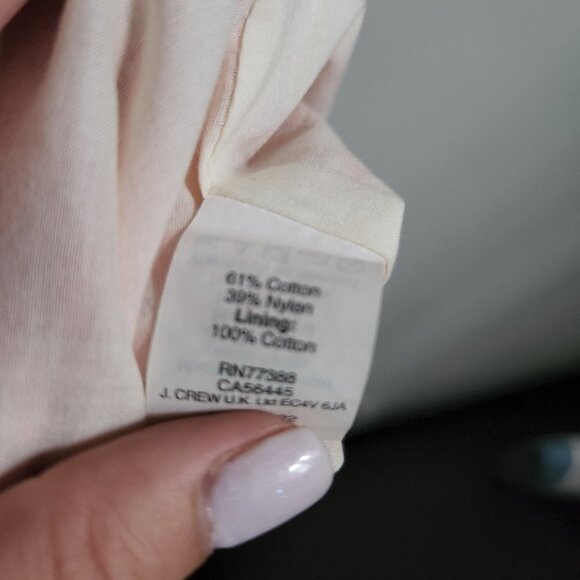 61% Cotton
39% Nylon
Lining:
100% Cotton
RN77388
CA56445
J. CREW U.K. Ltd EC4V 6JA